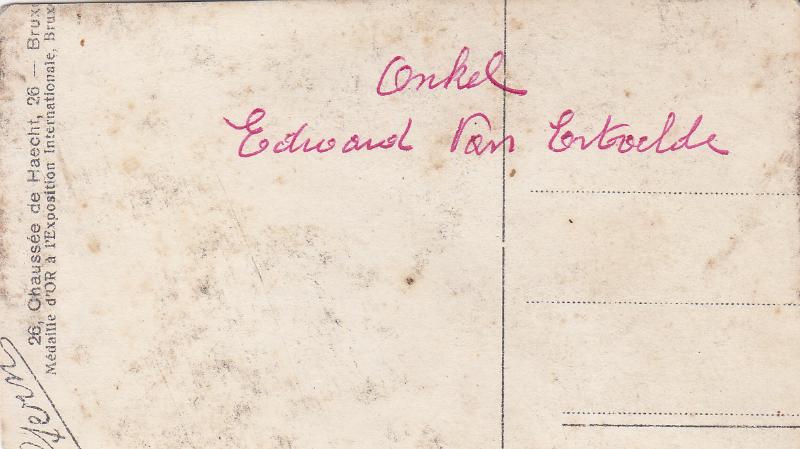 Onkel
Edward Van Ertvelde
26, Chaussée de Haecht, 26 — Brux
Médaille d'OR à l'Exposition Internationale, Brux